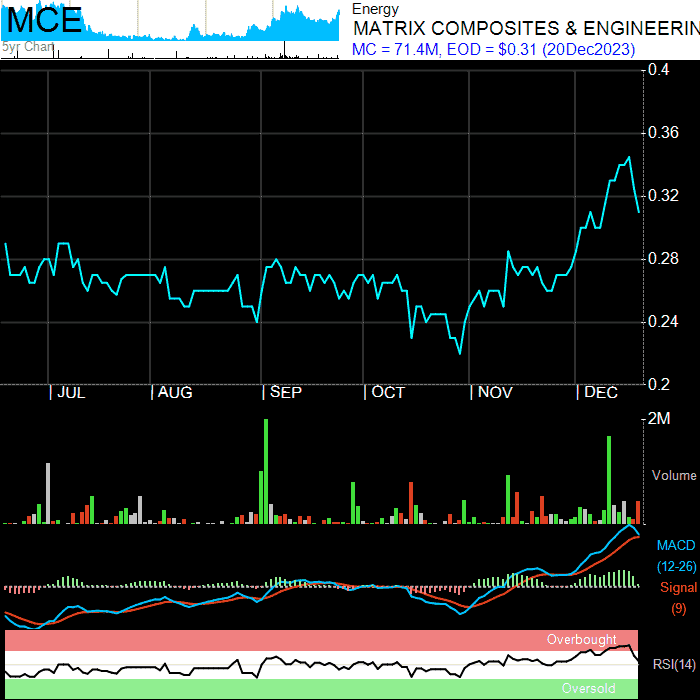 MCE
5yr Chart
Energy
MATRIX COMPOSITES & ENGINEERIN
MC = 71.4M, EOD = $0.31 (20Dec2023)
0.4
0.36
0.32
0.28
0.24
0.2
| JUL | AUG | SEP | OCT | NOV | DEC
2M
Volume
MACD
(12-26)
Signal
(9)
Overbought
RSI(14)
Oversold